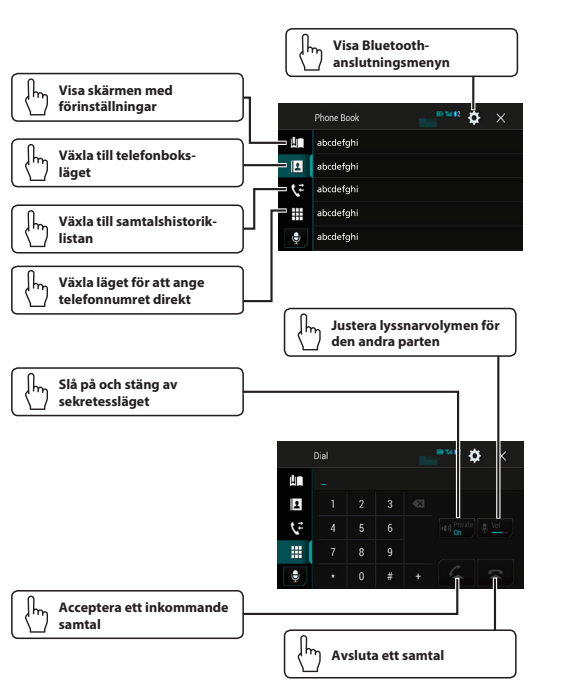 Visa Bluetooth-
anslutningsmenyn
Visa skärmen med
förinställningar
Växla till telefonboks-
läget
Växla till samtalshistorik-
listan
Växla läget för att ange
telefonnumret direkt
Phone Book
abcdefghi
abcdefghi
abcdefghi
abcdefghi
abcdefghi
Justera lyssnarvolymen för
den andra parten
Slå på och stäng av
sekretessläget
Dial
_
1 2 3
4 5 6
7 8 9
* 0 # +
Private
On
Vol
Acceptera ett inkommande
samtal
Avsluta ett samtal